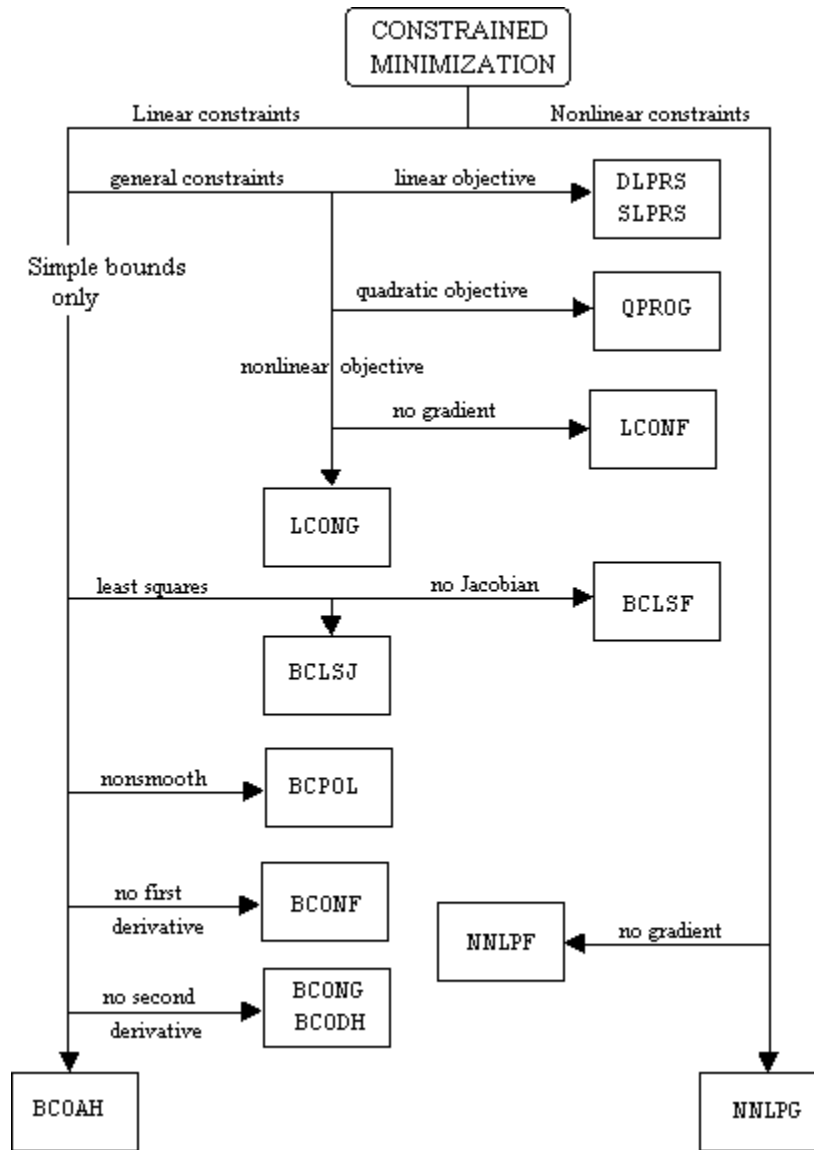 CONSTRAINED
MINIMIZATION
Linear constraints
Nonlinear constraints
general constraints
linear objective
DLPRS
SLPRS
Simple bounds
only
quadratic objective
QPROG
nonlinear objective
no gradient
LCONF
LCONG
least squares
no Jacobian
BCLSF
BCLSJ
nonsmooth
BCPOL
no first
derivative
BCONF
NNLPF
no gradient
no second
derivative
BCONG
BCODH
BCOAH
NNLPG